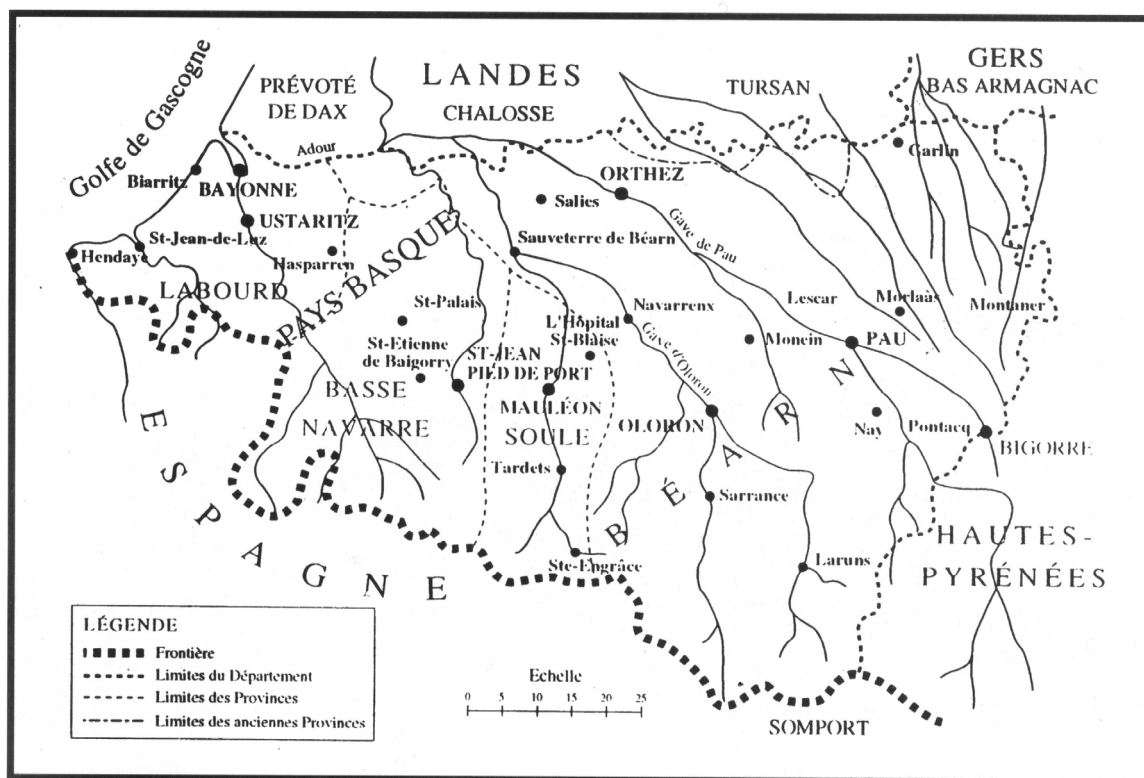 Golfe de Gascogne
PRÉVOTÉ
DE DAX
LANDES
CHALOSSE
TURSAN
GERS
BAS ARMAGNAC
Adour
Garlin
Biarritz
BAYONNE
ORTHEZ
Salies
USTARITZ
St-Jean-de-Luz
Hendaye
Hasparren
Sauveterre de Béarn
Gave de Pau
LABOURD
PAYS BASQUE
St-Palais
Navarrenx
Lescar
Morlaàs
Montaner
L'Hôpital
St-Blaise
St-Etienne
de Baigorry
ST-JEAN
PIED DE PORT
Gave d'Oloron
Monein
PAU
BASSE
NAVARRE
MAULÉON
SOULE
OLORON
Nay
Pontacq
BIGORRE
Tardets
Sarrance
BÉARN
ESPAGNE
Ste-Engrâce
Laruns
HAUTES-
PYRÉNÉES
LÉGENDE
Frontière
Limites du Département
Limites des Provinces
Limites des anciennes Provinces
Echelle
0 5 10 15 20 25
SOMPORT